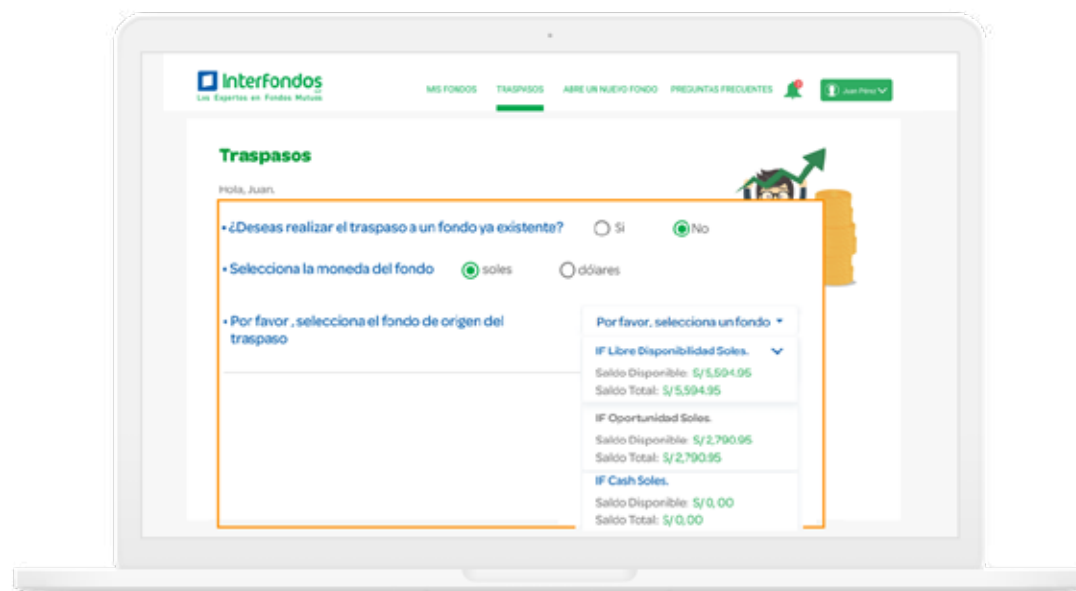 Interfondos
Los Expertos en Fondos Mutuos
MIS FONDOS TRASPASOS ABRE UN NUEVO FONDO PREGUNTAS FRECUENTES Juan Pérez
Traspasos
Hola, Juan.
• ¿Deseas realizar el traspaso a un fondo ya existente? Si No
• Selecciona la moneda del fondo soles dólares
• Por favor, selecciona el fondo de origen del
traspaso
Por favor, selecciona un fondo
IF Libre Disponibilidad Soles.
Saldo Disponible: S/ 5,594.95
Saldo Total: S/ 5,594.95
IF Oportunidad Soles.
Saldo Disponible: S/ 2,790.95
Saldo Total: S/ 2,790.95
IF Cash Soles.
Saldo Disponible: S/ 0, 00
Saldo Total: S/ 0, 00